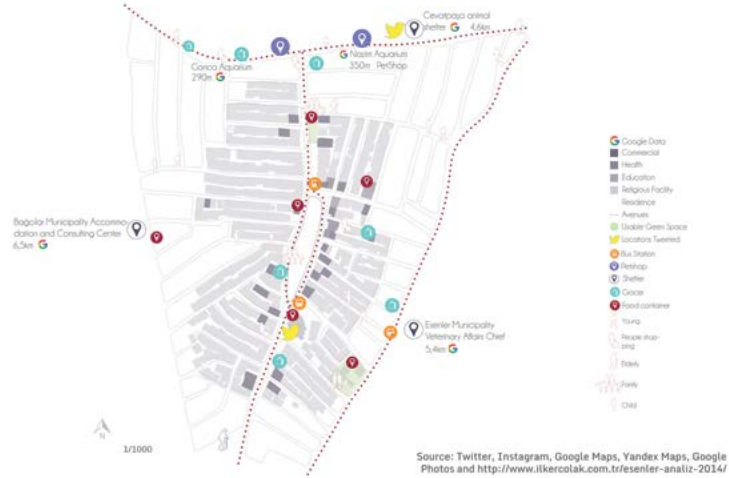 Cevatpaşa animal
shelter 4,6km
Gonca Aquarium
290m
Nazim Aquarium
350m PetShop
Google Data
Commercial
Health
Education
Religious Facility
Residence
Avenues
Usable Green Space
Locations Tweeted
Bus Station
Petshop
Shelter
Grocer
Food container
Young
People shop-
ping
Elderly
Family
Child
Bağcılar Municipality Accommo-
dation and Consulting Center
6,5km
Esenler Municipality
Veterinary Affairs Chief
5,4km
N
1/1000
Source: Twitter, Instagram, Google Maps, Yandex Maps, Google
Photos and http://www.ilkercolak.com.tr/esenler-analiz-2014/